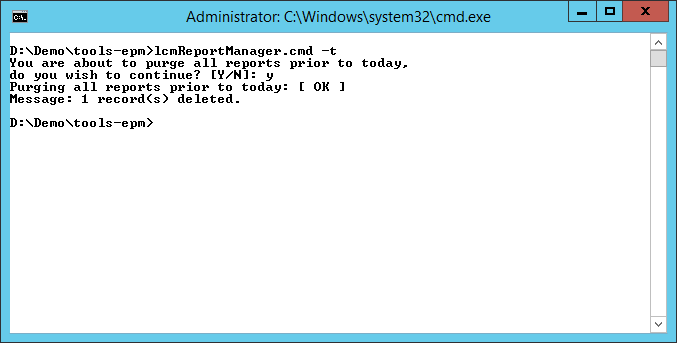 Administrator: C:\Windows\system32\cmd.exe
D:\Demo\tools-epm>lcmReportManager.cmd -t
You are about to purge all reports prior to today,
do you wish to continue? [Y/N]: y
Purging all reports prior to today: [ OK ]
Message: 1 record(s) deleted.
D:\Demo\tools-epm>